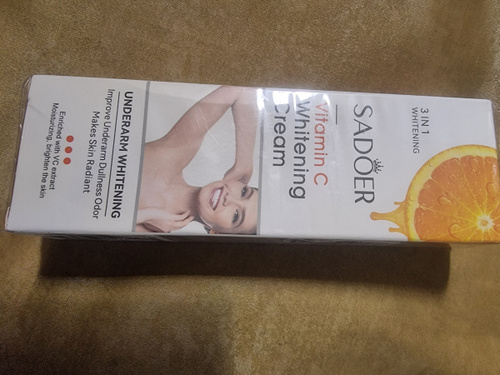 3 IN 1
WHITENING
SADOER
Vitamin C
Whitening
Cream
UNDERARM WHITENING
Improve Underarm Dullness Odor
Makes Skin Radiant
Enriched with VC extract
Moisturizing, brighten the skin